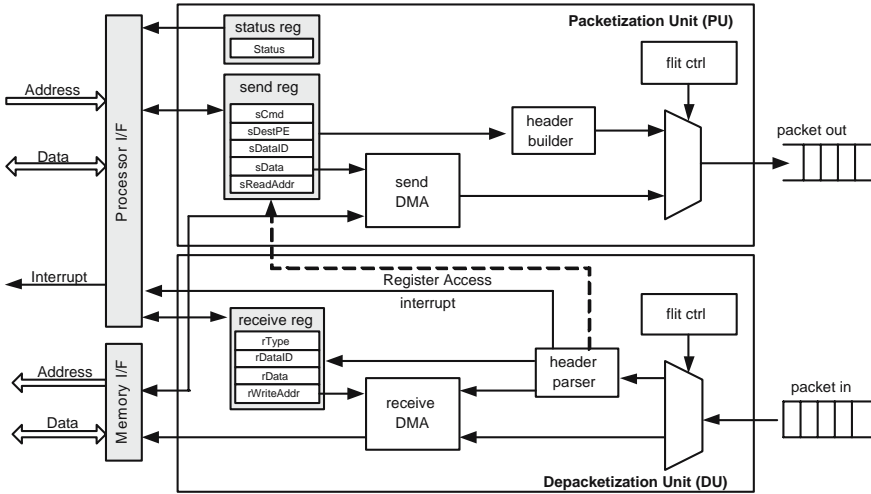 Packetization Unit (PU)
status reg
Status
send reg
sCmd
sDestPE
sDataID
sData
sReadAddr
header
builder
flit ctrl
send
DMA
packet out
Address
Data
Interrupt
Processor I/F
Register Access
interrupt
receive reg
rType
rDataID
rData
rWriteAddr
header
parser
flit ctrl
receive
DMA
packet in
Address
Data
Memory I/F
Depacketization Unit (DU)